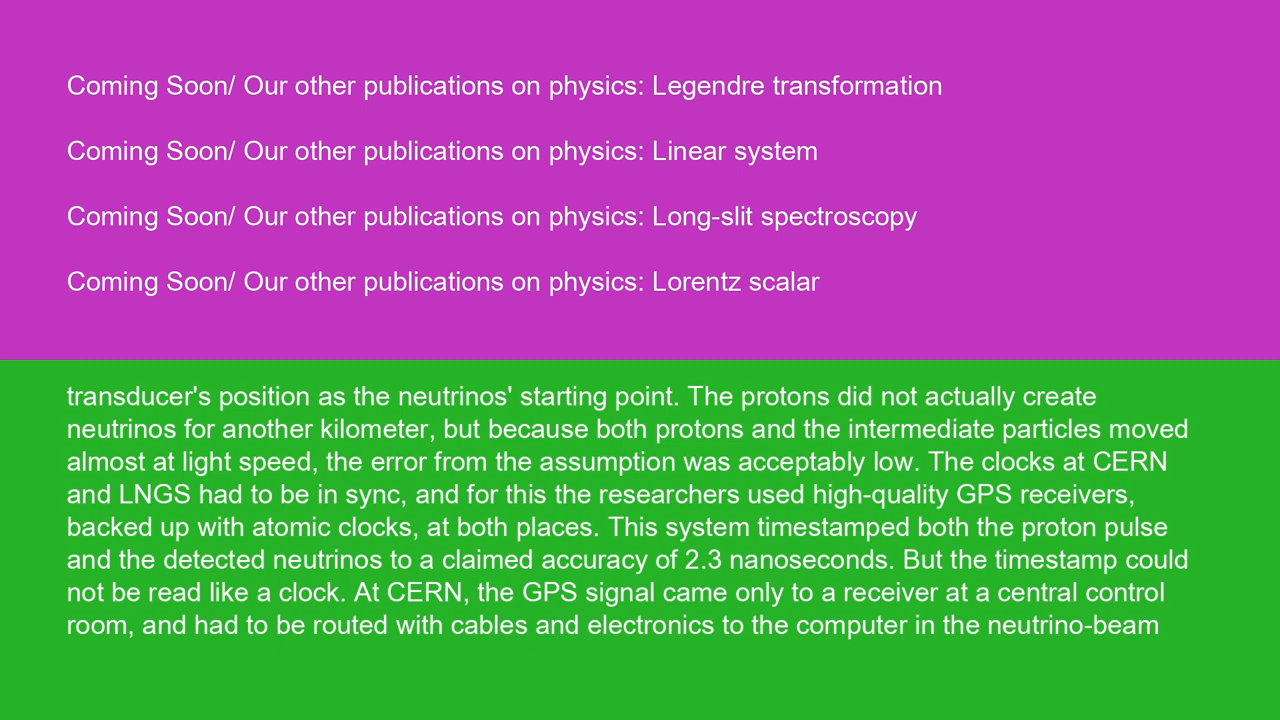 Coming Soon/ Our other publications on physics: Legendre transformation
Coming Soon/ Our other publications on physics: Linear system
Coming Soon/ Our other publications on physics: Long-slit spectroscopy
Coming Soon/ Our other publications on physics: Lorentz scalar
transducer's position as the neutrinos' starting point. The protons did not actually create
neutrinos for another kilometer, but because both protons and the intermediate particles moved
almost at light speed, the error from the assumption was acceptably low. The clocks at CERN
and LNGS had to be in sync, and for this the researchers used high-quality GPS receivers,
backed up with atomic clocks, at both places. This system timestamped both the proton pulse
and the detected neutrinos to a claimed accuracy of 2.3 nanoseconds. But the timestamp could
not be read like a clock. At CERN, the GPS signal came only to a receiver at a central control
room, and had to be routed with cables and electronics to the computer in the neutrino-beam